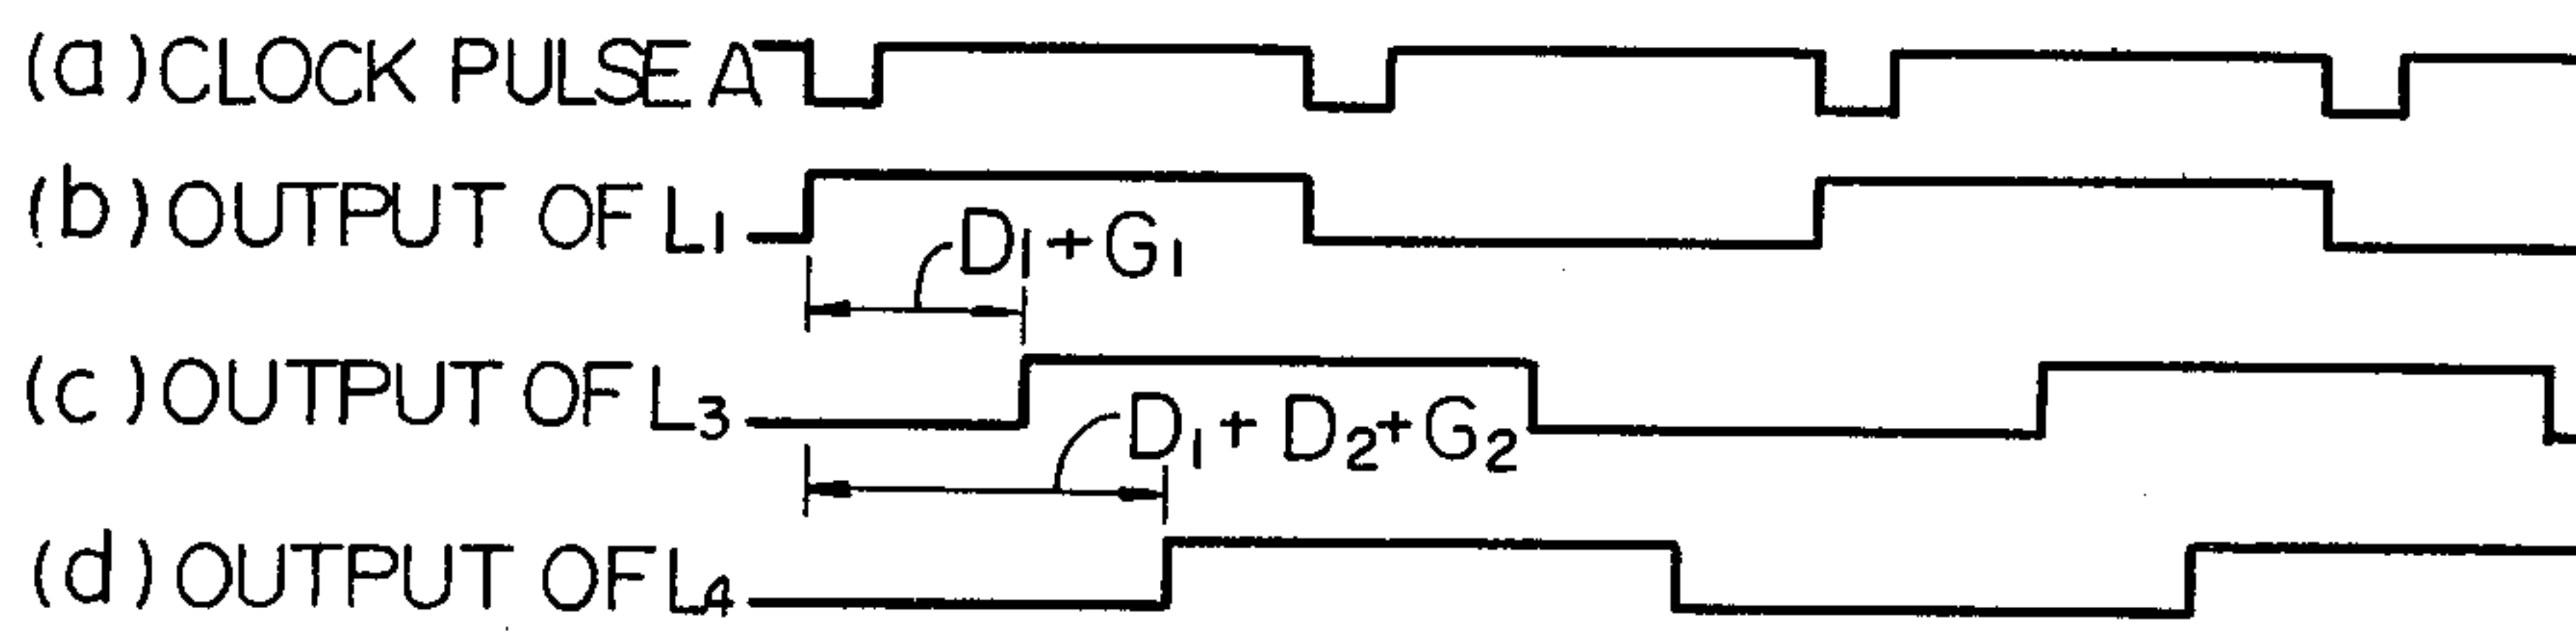 (a) CLOCK PULSE A
(b) OUTPUT OF L1
D1+G1
(c) OUTPUT OF L3
D1+D2+G2
(d) OUTPUT OF L4